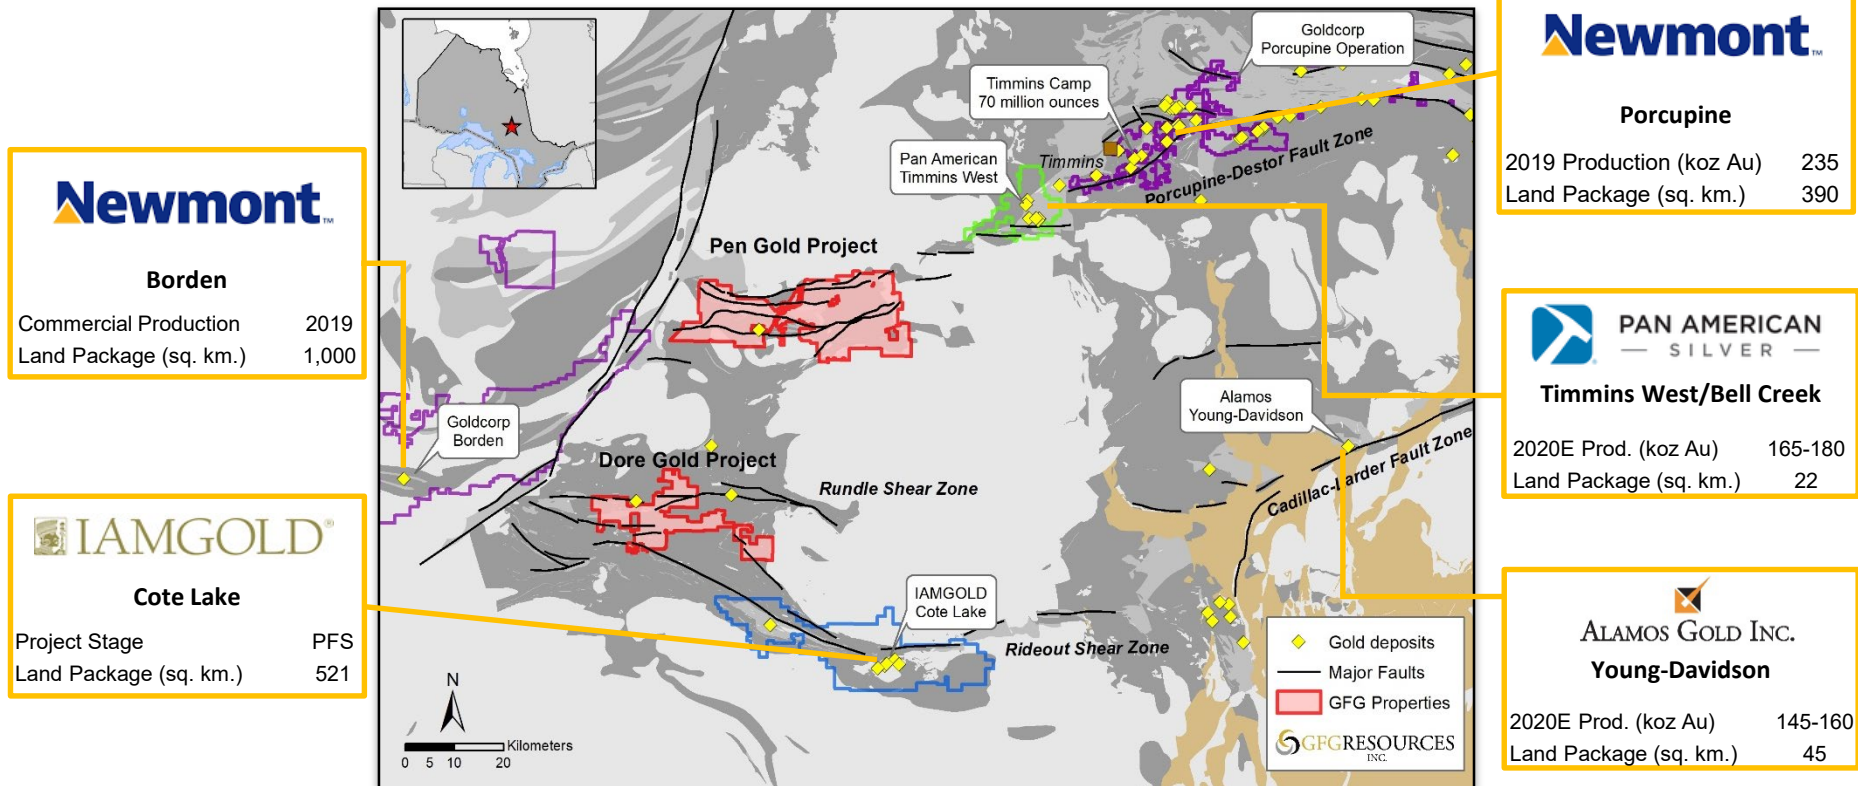 Newmont™
Borden
Commercial Production 2019
Land Package (sq. km.) 1,000
IAMGOLD®
Cote Lake
Project Stage PFS
Land Package (sq. km.) 521
Goldcorp
Porcupine Operation
Timmins Camp
70 million ounces
Pan American
Timmins West
Timmins
Porcupine-Destor Fault Zone
Pen Gold Project
Goldcorp
Borden
Dore Gold Project
Rundle Shear Zone
Alamos
Young-Davidson
Cadillac-Larder Fault Zone
IAMGOLD
Cote Lake
Rideout Shear Zone
N
Kilometers
0 5 10 20
Gold deposits
Major Faults
GFG Properties
GFGRESOURCES
INC.
Newmont™
Porcupine
2019 Production (koz Au) 235
Land Package (sq. km.) 390
PAN AMERICAN
— SILVER —
Timmins West/Bell Creek
2020E Prod. (koz Au) 165-180
Land Package (sq. km.) 22
ALAMOS GOLD INC.
Young-Davidson
2020E Prod. (koz Au) 145-160
Land Package (sq. km.) 45